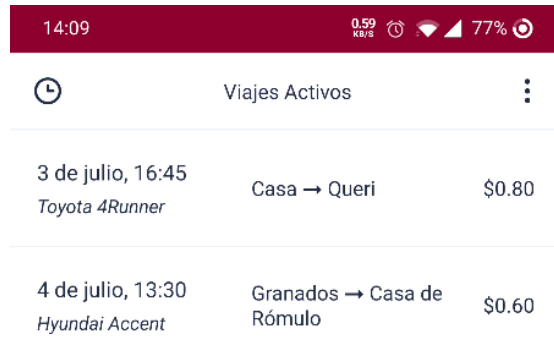 14:09
0.59 KB/S
77%
Viajes Activos
3 de julio, 16:45
Toyota 4Runner
Casa → Queri
$0.80
4 de julio, 13:30
Hyundai Accent
Granados → Casa de
Rómulo
$0.60